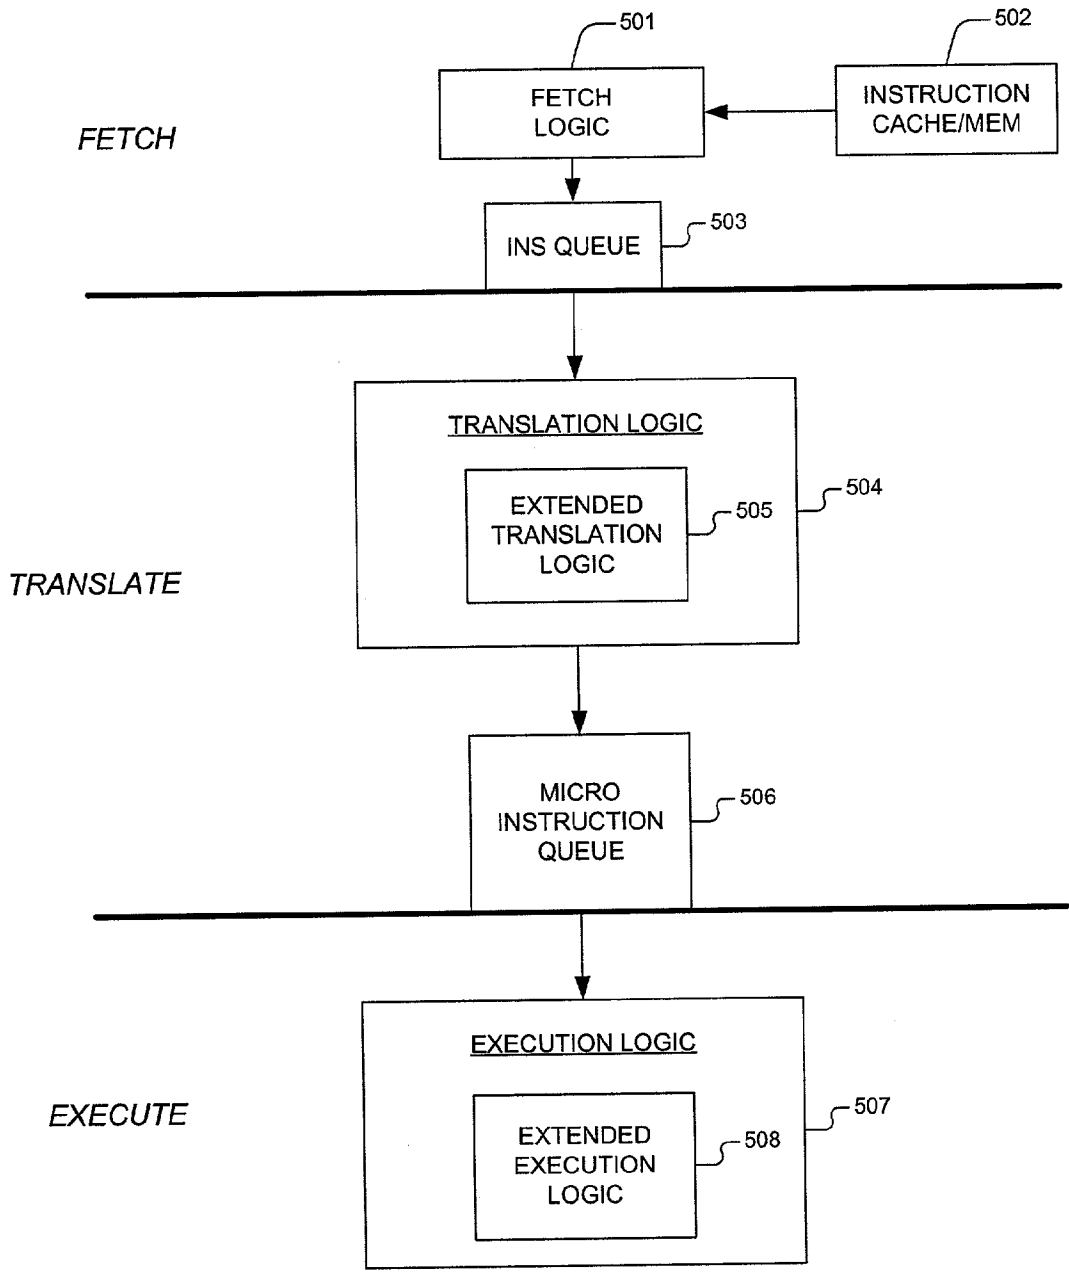 501
502
FETCH
LOGIC
INSTRUCTION
CACHE/MEM
FETCH
503
INS QUEUE
TRANSLATION LOGIC
504
EXTENDED
TRANSLATION
LOGIC
505
TRANSLATE
MICRO
INSTRUCTION
QUEUE
506
EXECUTION LOGIC
507
EXECUTE
EXTENDED
EXECUTION
LOGIC
508